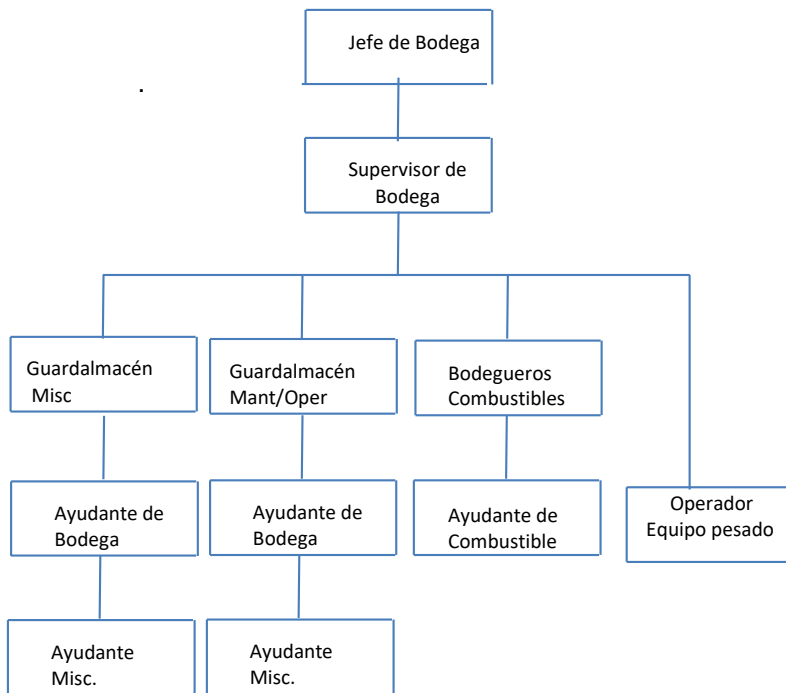 Jefe de Bodega
.
Supervisor de
Bodega
Guardalmacén
Misc
Guardalmacén
Mant/Oper
Bodegueros
Combustibles
Ayudante de
Bodega
Ayudante de
Bodega
Ayudante de
Combustible
Operador
Equipo pesado
Ayudante
Misc.
Ayudante
Misc.